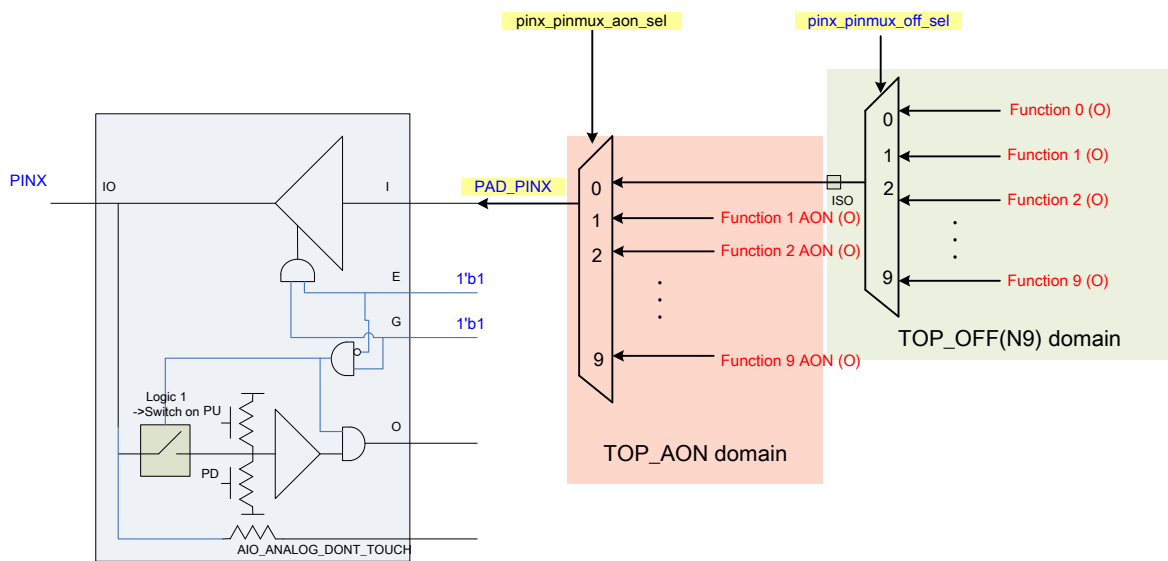 pinx_pinmux_aon_sel
pinx_pinmux_off_sel
PINX
IO
I
PAD_PINX
E
1'b1
G
1'b1
Logic 1
->Switch on
PU
PD
O
AIO_ANALOG_DONT_TOUCH
0
1
2
9
Function 1 AON (O)
Function 2 AON (O)
Function 9 AON (O)
TOP_AON domain
ISO
0
1
2
9
Function 0 (O)
Function 1 (O)
Function 2 (O)
Function 9 (O)
TOP_OFF(N9) domain